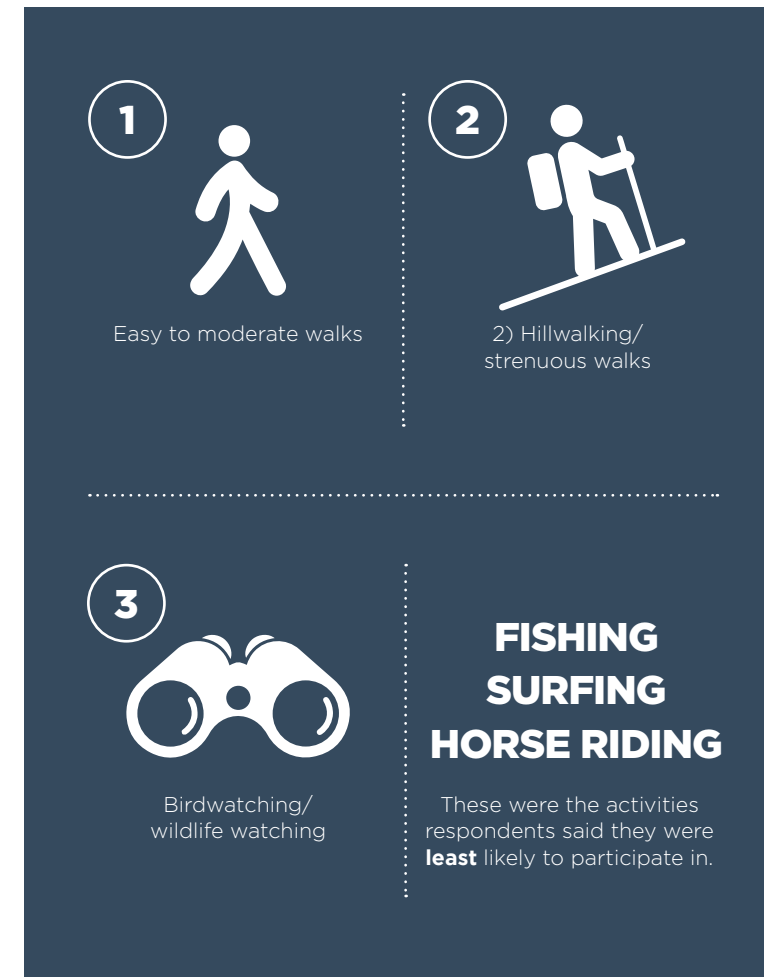 1
Easy to moderate walks
2
2) Hillwalking/
strenuous walks
3
Birdwatching/
wildlife watching
FISHING
SURFING
HORSE RIDING
These were the activities
respondents said they were
least likely to participate in.